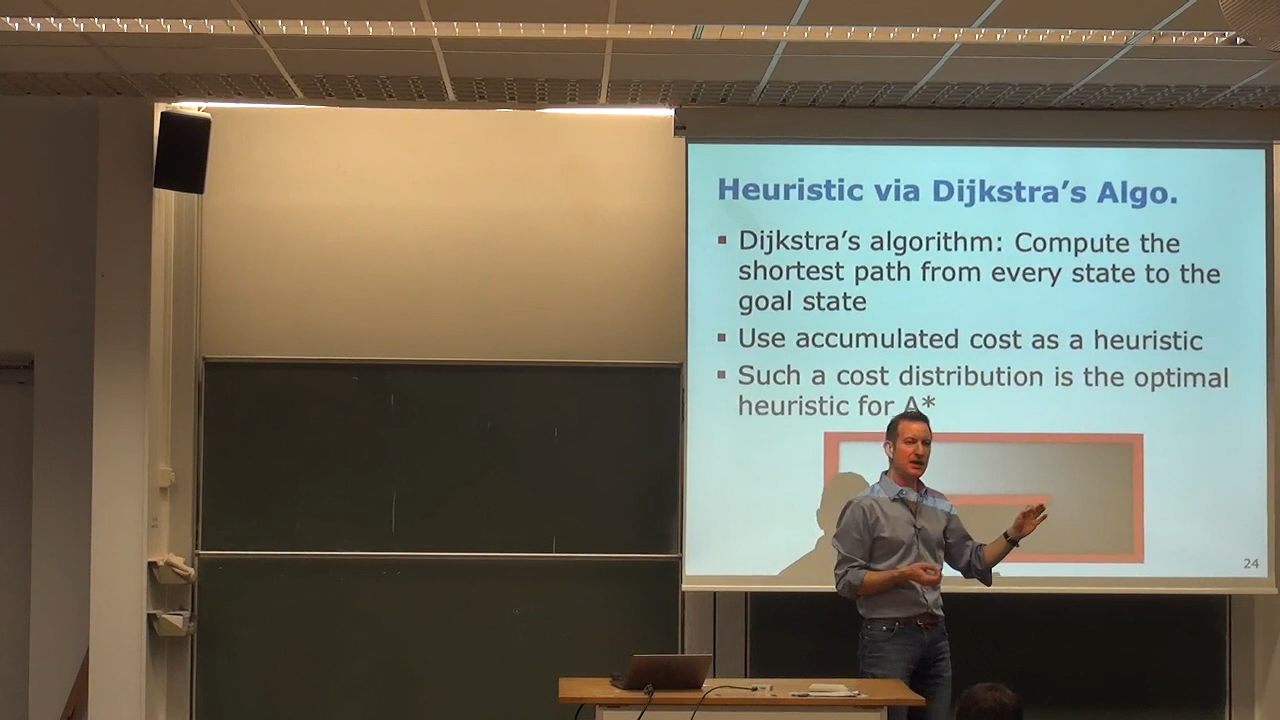 Heuristic via Dijkstra's Algo.
▪ Dijkstra's algorithm: Compute the
shortest path from every state to the
goal state
▪ Use accumulated cost as a heuristic
▪ Such a cost distribution is the optimal
heuristic for A*
24